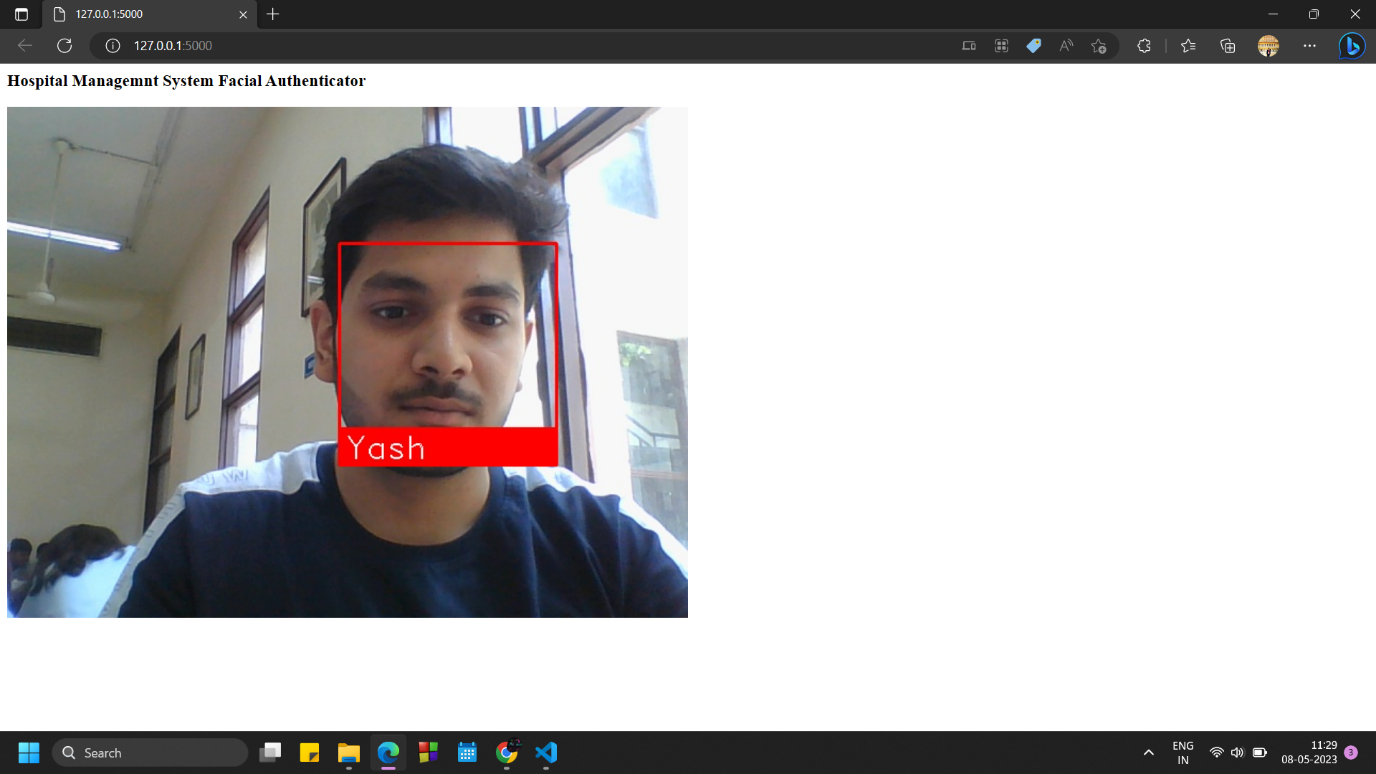 127.0.0.1:5000
127.0.0.1:5000
Hospital Managemnt System Facial Authenticator
Yash
Search
ENG
IN
11:29
08-05-2023
3